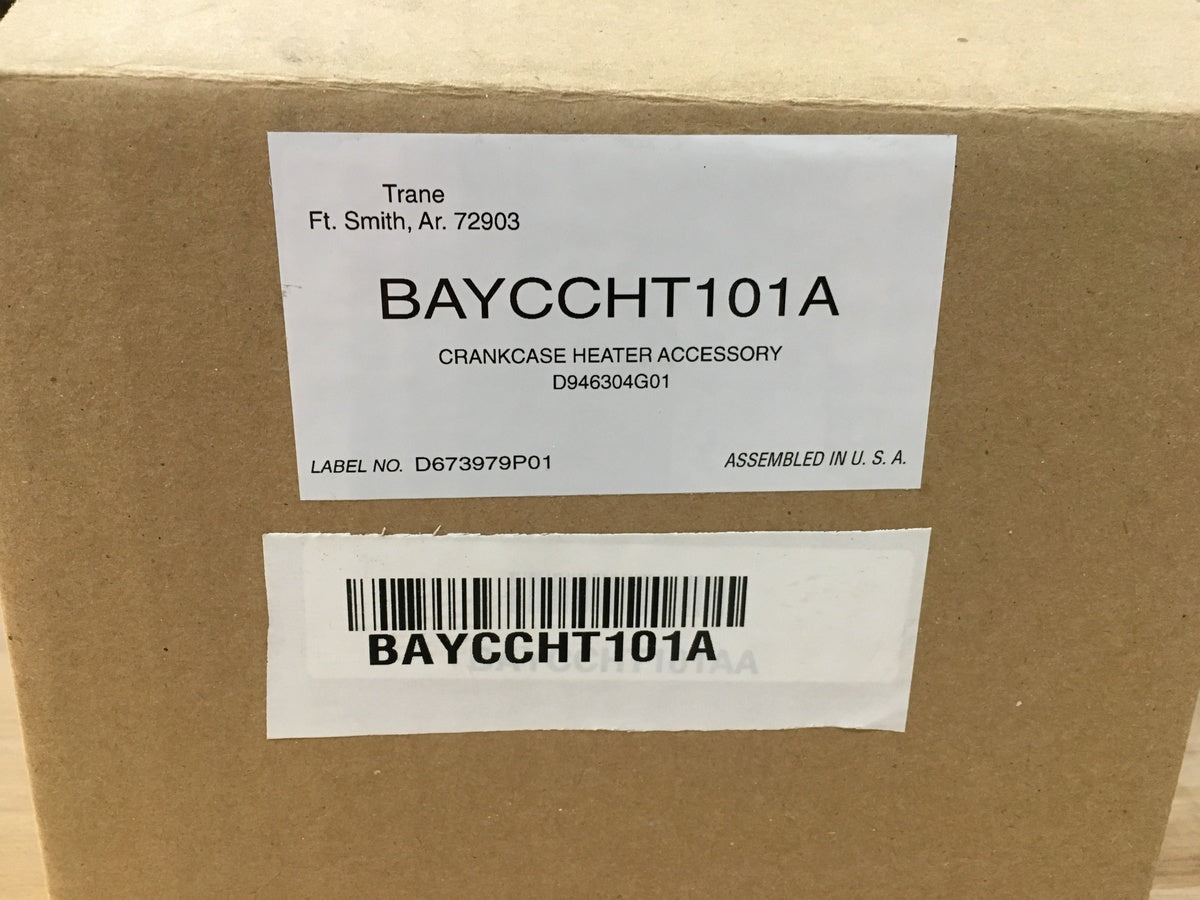 Trane
Ft. Smith, Ar. 72903
BAYCCHT101A
CRANKCASE HEATER ACCESSORY
D946304G01
LABEL NO. D673979P01 ASSEMBLED IN U. S. A.
BAYCCHT101A